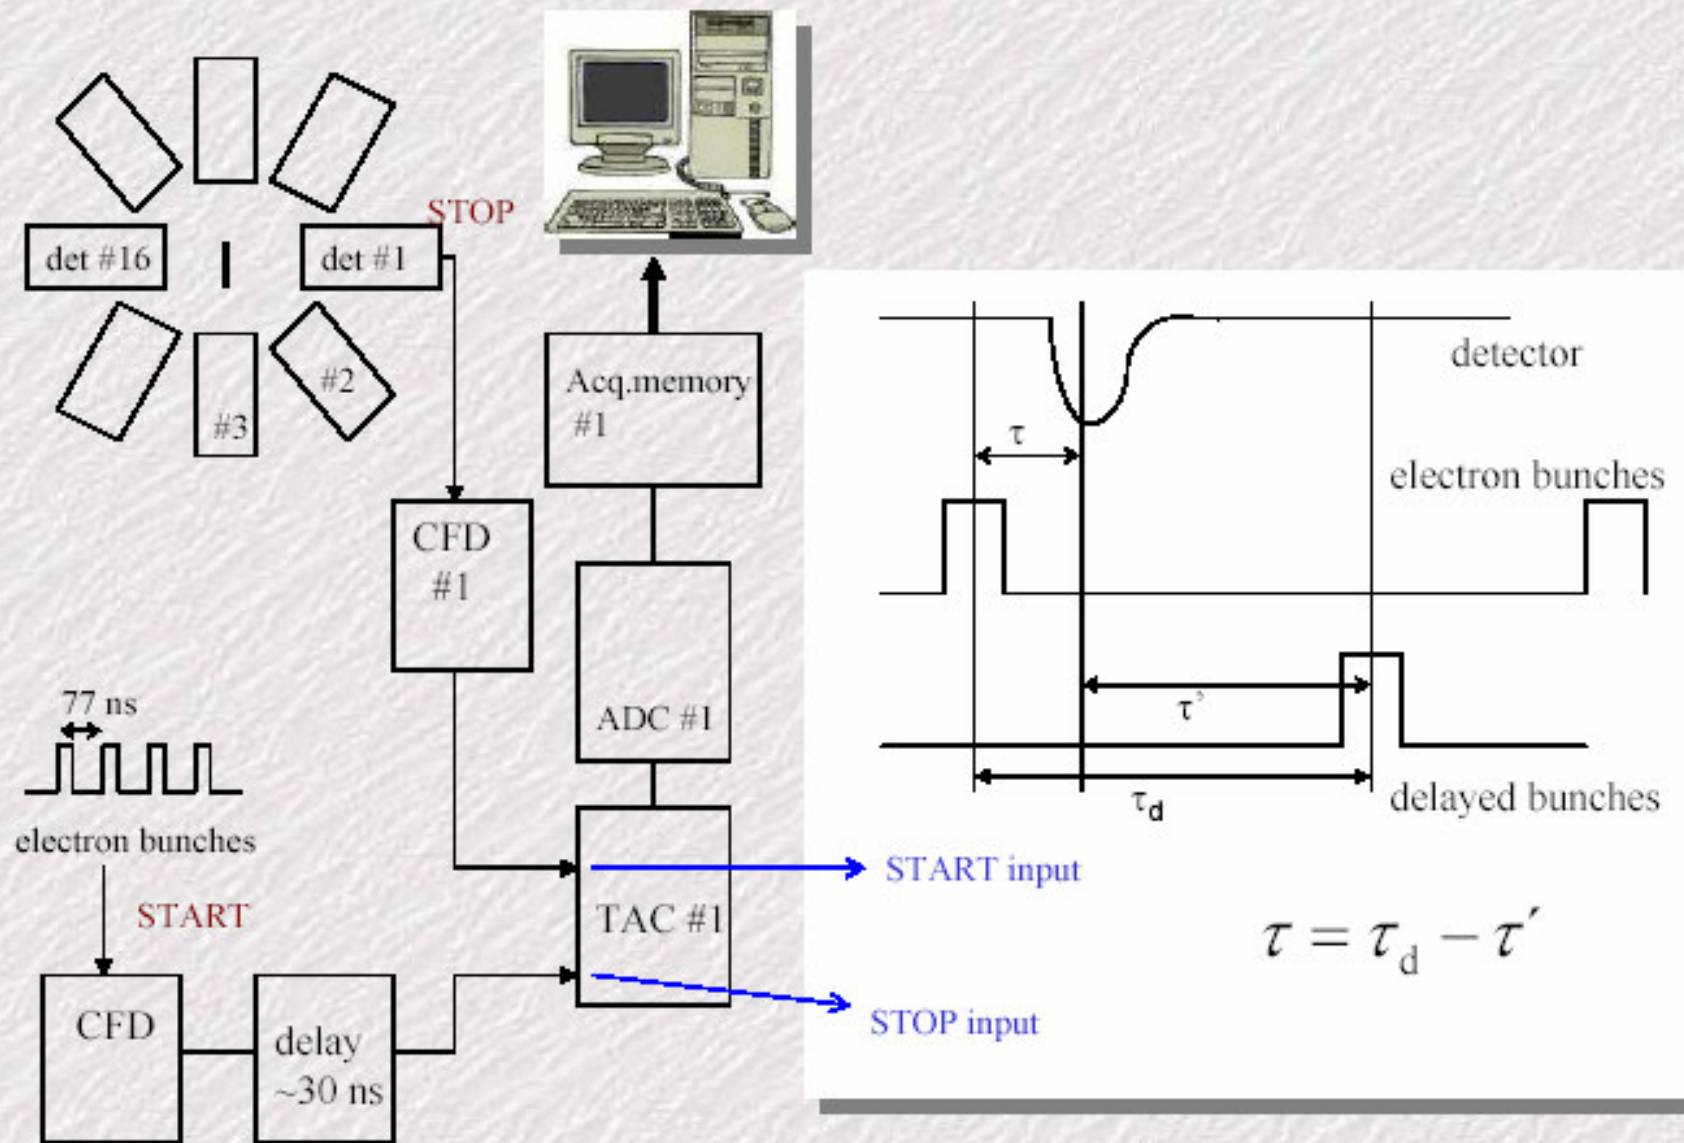 STOP
det #16
det #1
#2
#3
Acq.memory
#1
CFD
#1
ADC #1
77 ns
electron bunches
START
TAC #1
CFD
delay
~30 ns
START input
STOP input
detector
τ
electron bunches
τ’
τd
delayed bunches
τ = τd − τ′